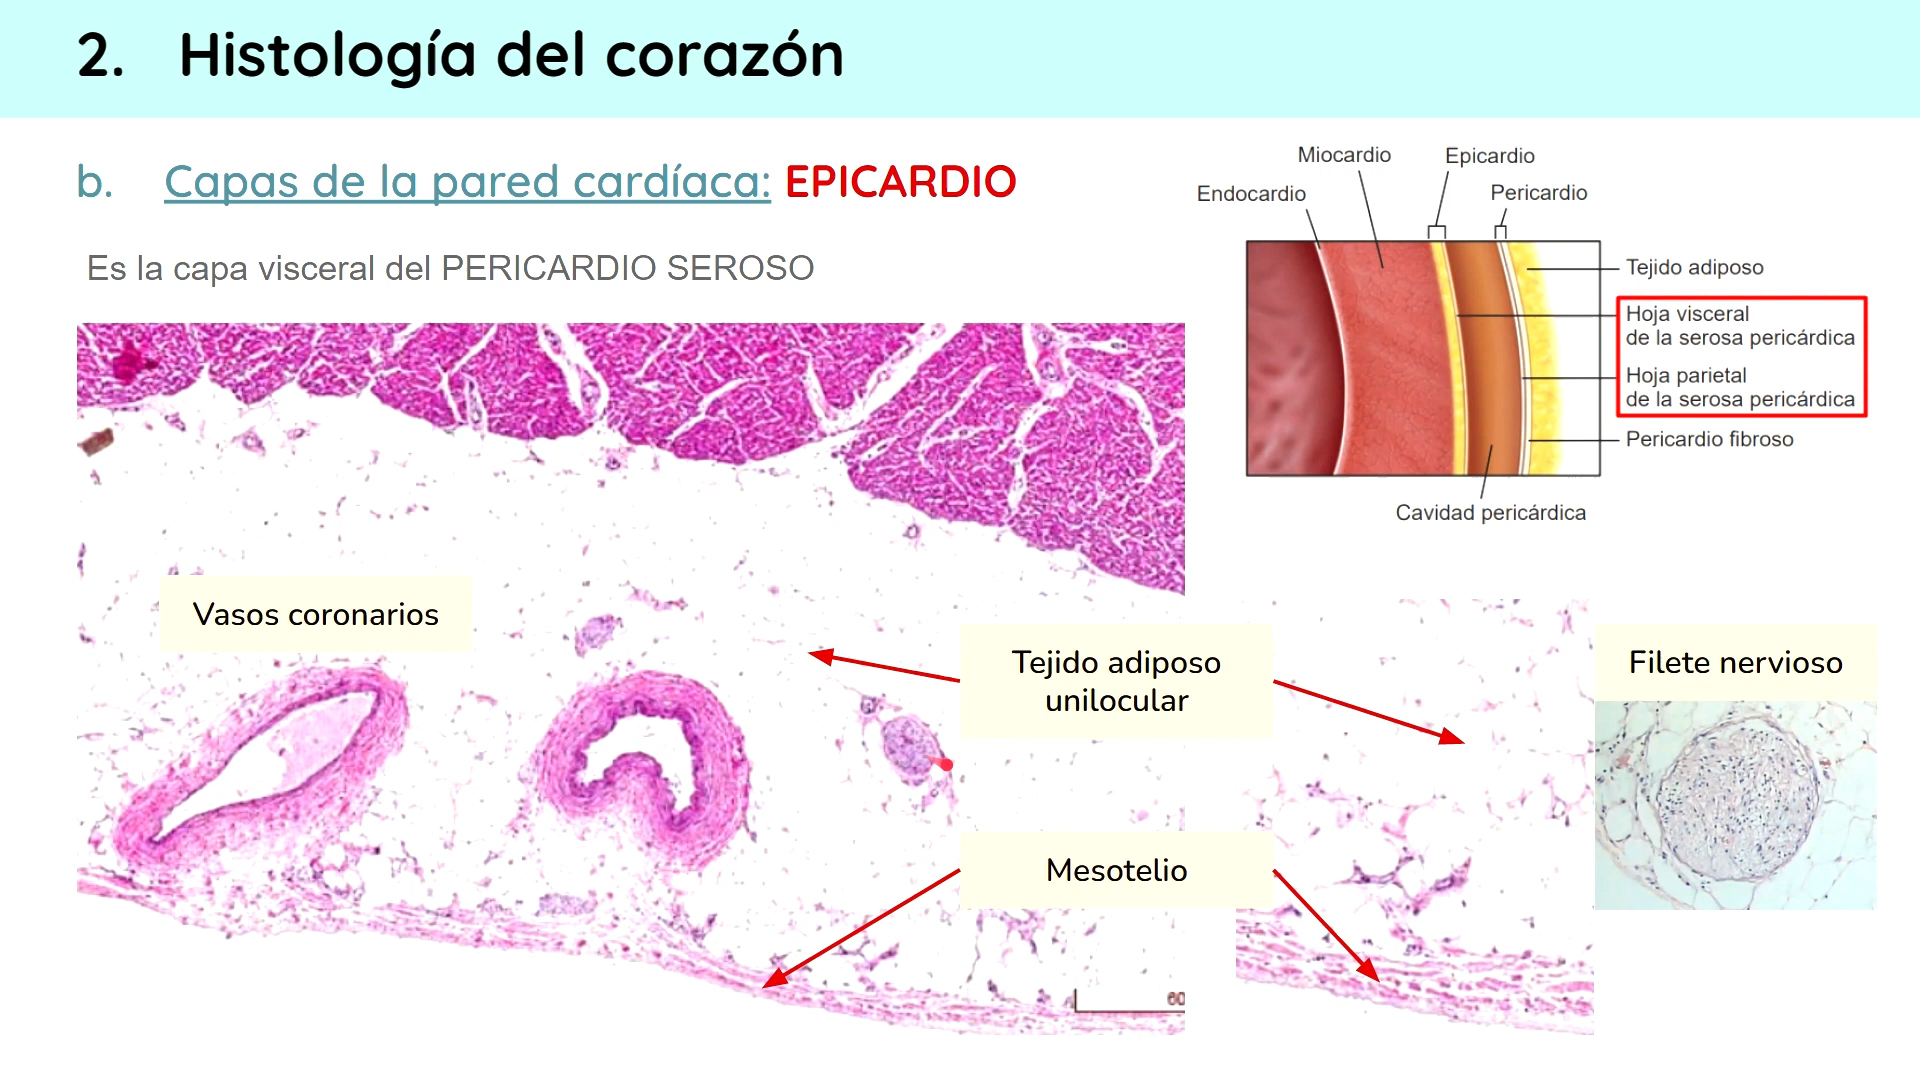 2. Histología del corazón
b. Capas de la pared cardíaca: EPICARDIO
Es la capa visceral del PERICARDIO SEROSO
Miocardio
Epicardio
Endocardio
Pericardio
Tejido adiposo
Hoja visceral
de la serosa pericárdica
Hoja parietal
de la serosa pericárdica
Pericardio fibroso
Cavidad pericárdica
Vasos coronarios
Tejido adiposo
unilocular
Filete nervioso
Mesotelio
60